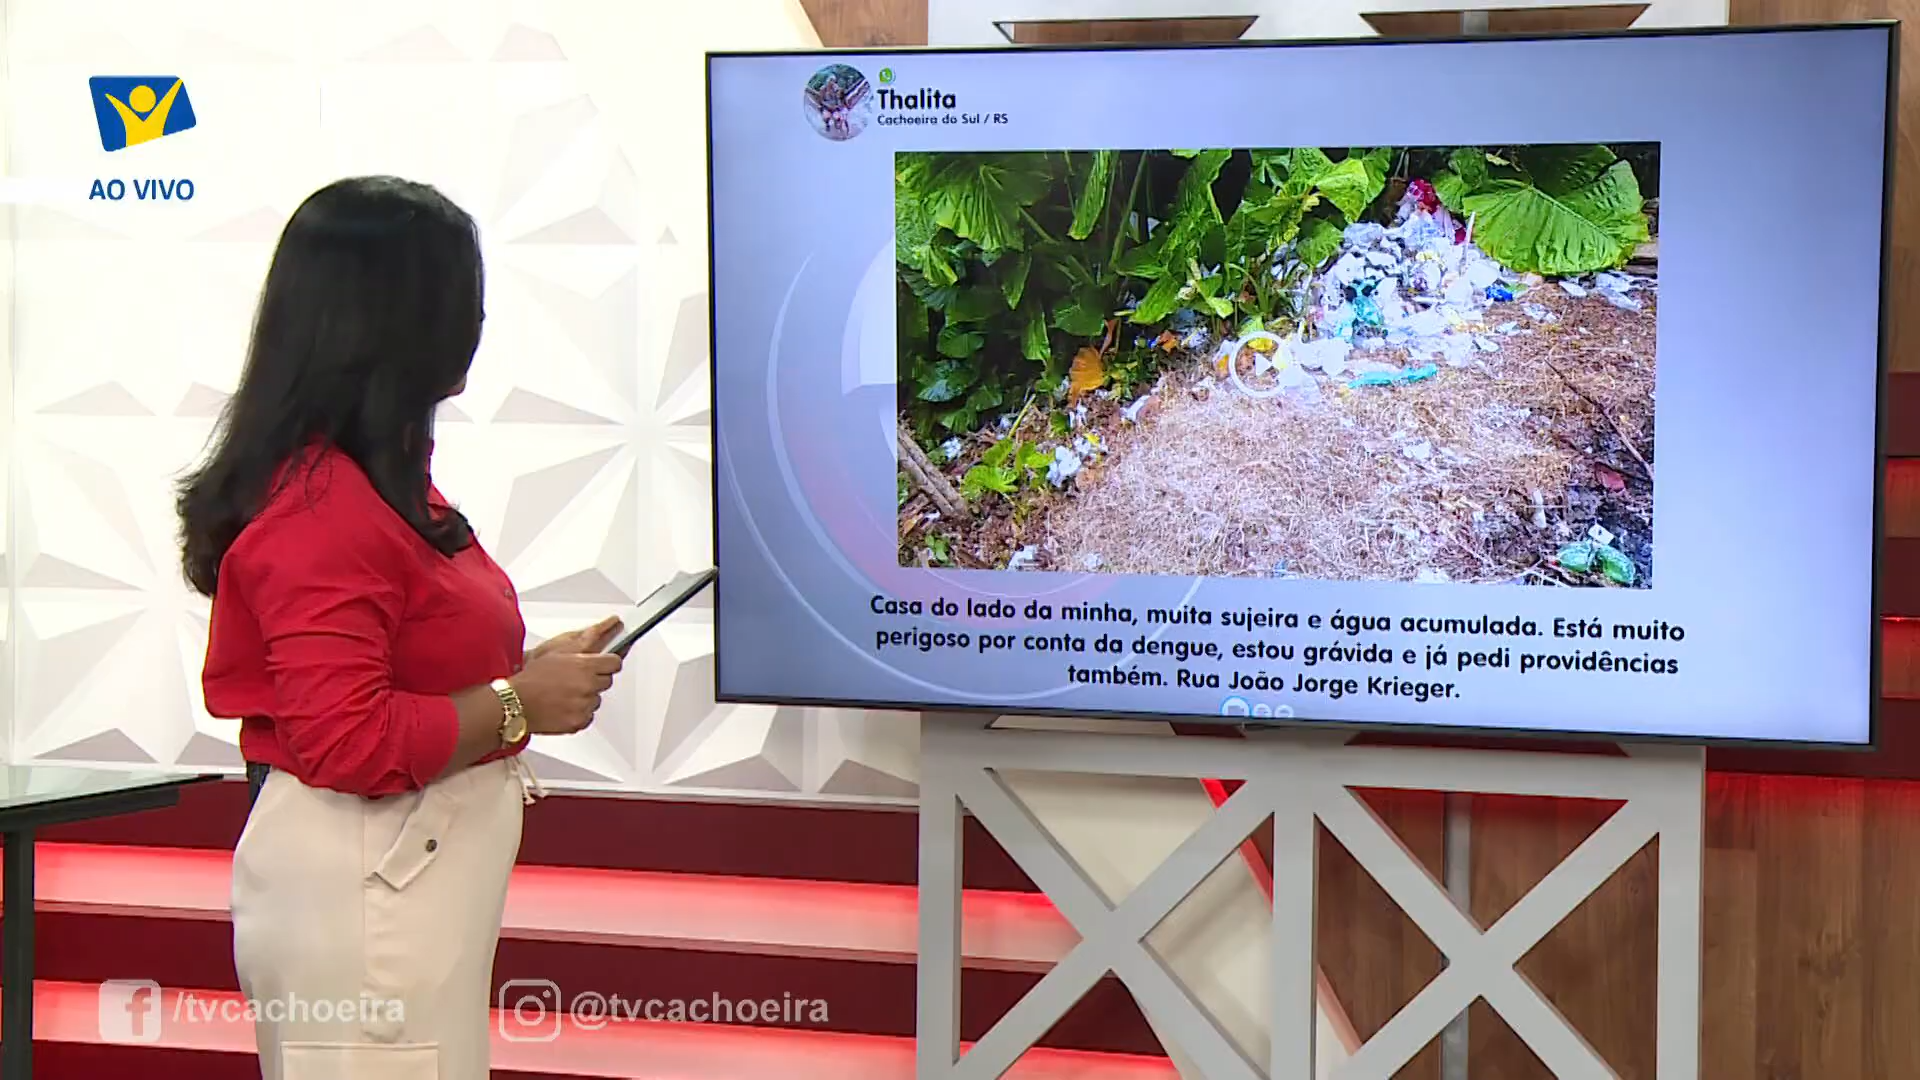 AO VIVO
Thalita
Cachoeira do Sul / RS
Casa do lado da minha, muita sujeira e água acumulada. Está muito
perigoso por conta da dengue, estou grávida e já pedi providências
também. Rua João Jorge Krieger.
/tvcachoeira
@tvcachoeira